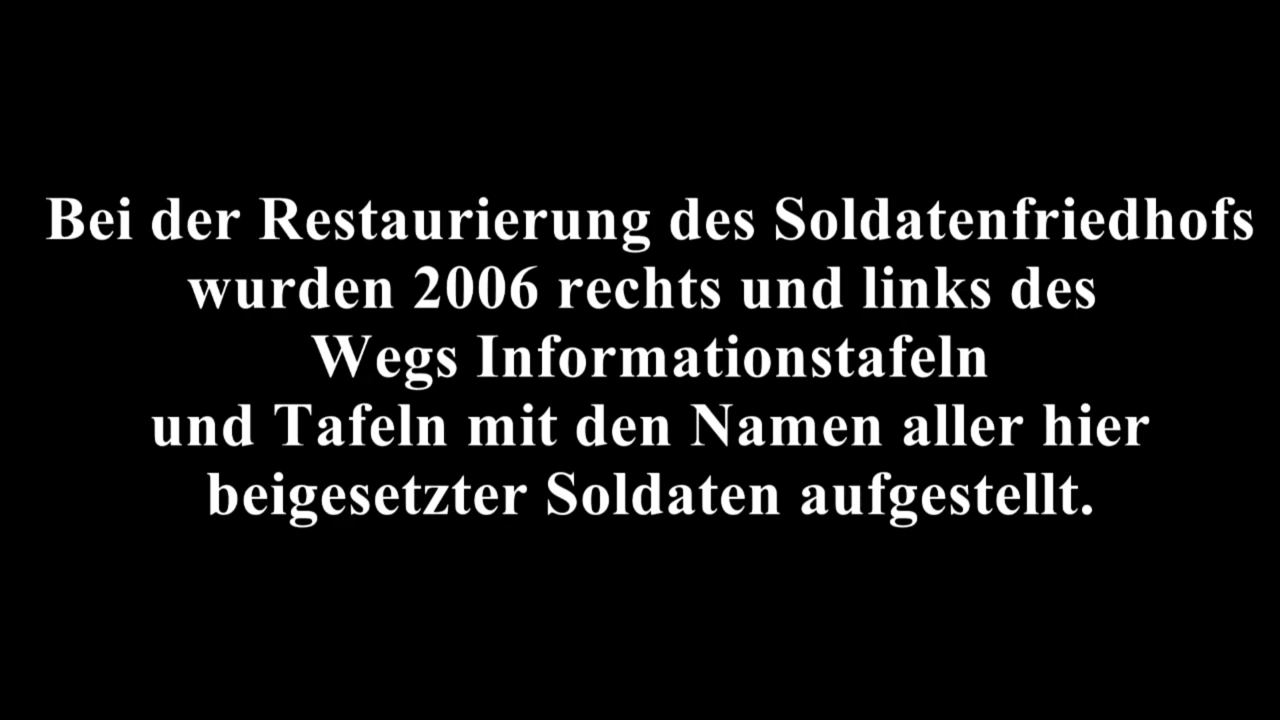 Bei der Restaurierung des Soldatenfriedhofs
wurden 2006 rechts und links des
Wegs Informationstafeln
und Tafeln mit den Namen aller hier
beigesetzter Soldaten aufgestellt.